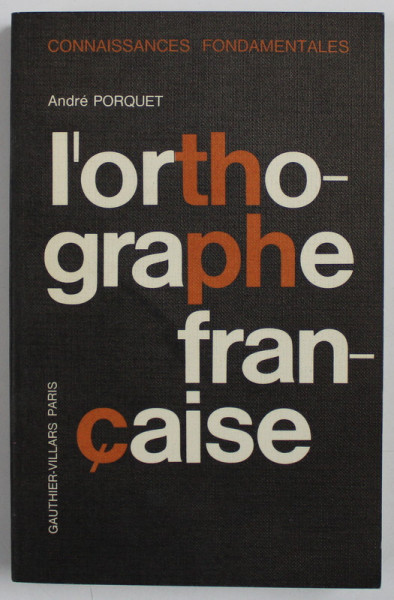 CONNAISSANCES FONDAMENTALES
André PORQUET
l'ortho-
graphe
fran-
çaise
GAUTHIER-VILLARS PARIS